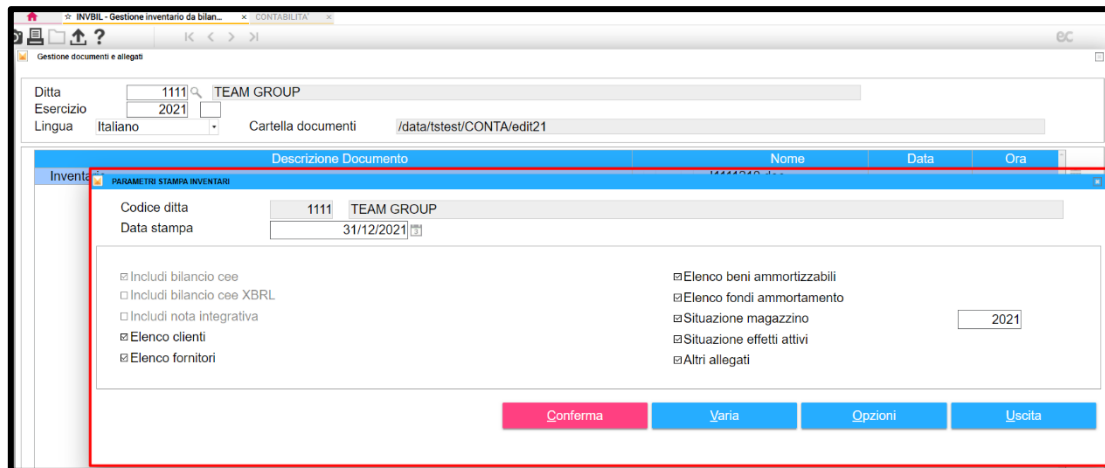 INVBIL - Gestione inventario da bilan... × CONTABILITA' ×
?
ec
Gestione documenti e allegati
Ditta 1111 TEAM GROUP
Esercizio 2021
Lingua Italiano Cartella documenti /data/tstest/CONTA/edit21
Descrizione Documento Nome Data Ora
PARAMETRI STAMPA INVENTARI
Codice ditta 1111 TEAM GROUP
Data stampa 31/12/2021
Includi bilancio cee
Includi bilancio cee XBRL
Includi nota integrativa
Elenco clienti
Elenco fornitori
Elenco beni ammortizzabili
Elenco fondi ammortamento
Situazione magazzino 2021
Situazione effetti attivi
Altri allegati
Conferma Varia Opzioni Uscita